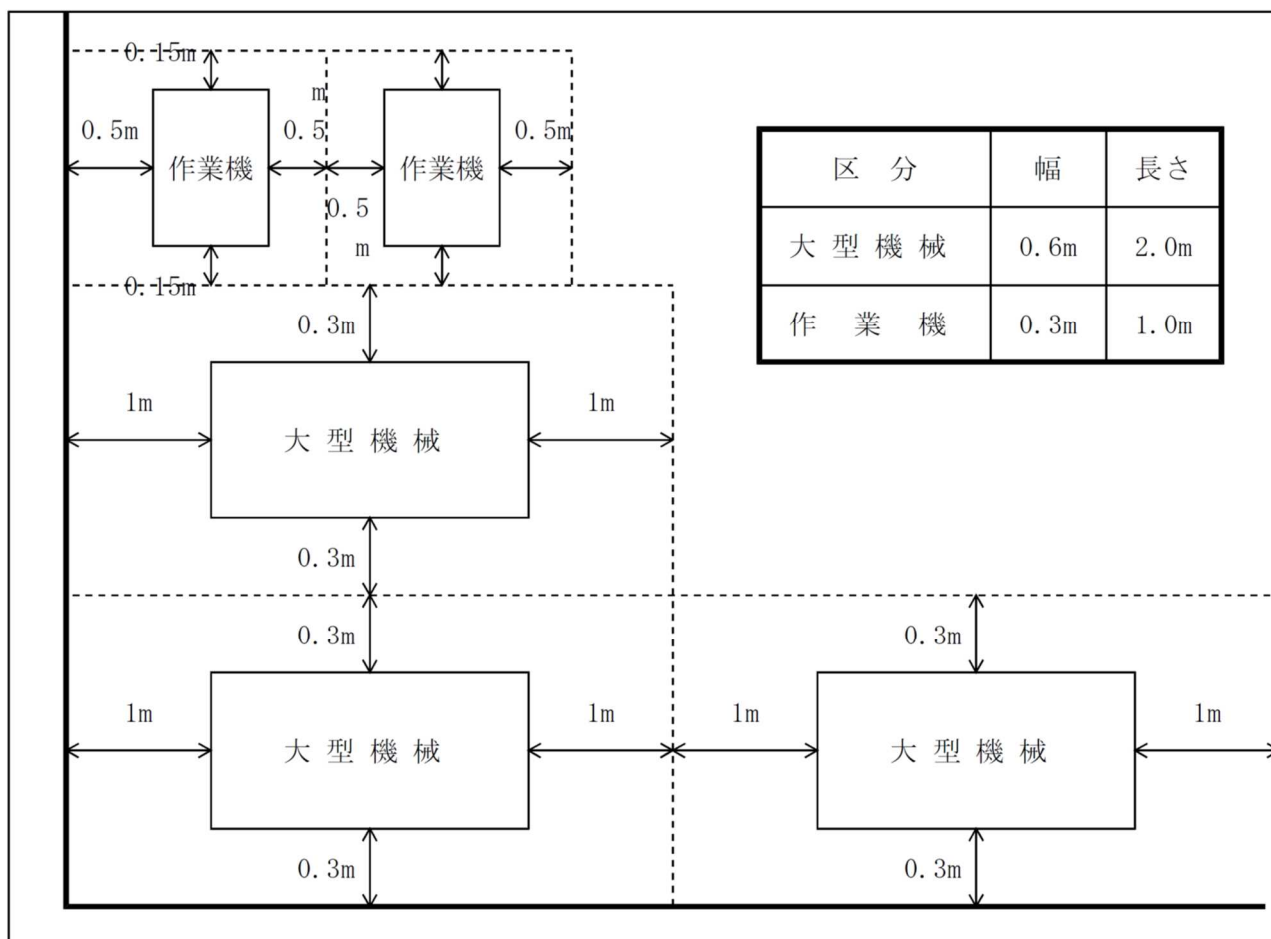 0.15m
m
0.5m
0.5
0.5m
作業機
作業機
0.5
m
0.15m
0.3m
区 分 幅 長さ
大 型 機 械 0.6m 2.0m
作 業 機 0.3m 1.0m
1m
1m
大 型 機 械
0.3m
0.3m
0.3m
1m
1m
1m
1m
大 型 機 械
大 型 機 械
0.3m
0.3m